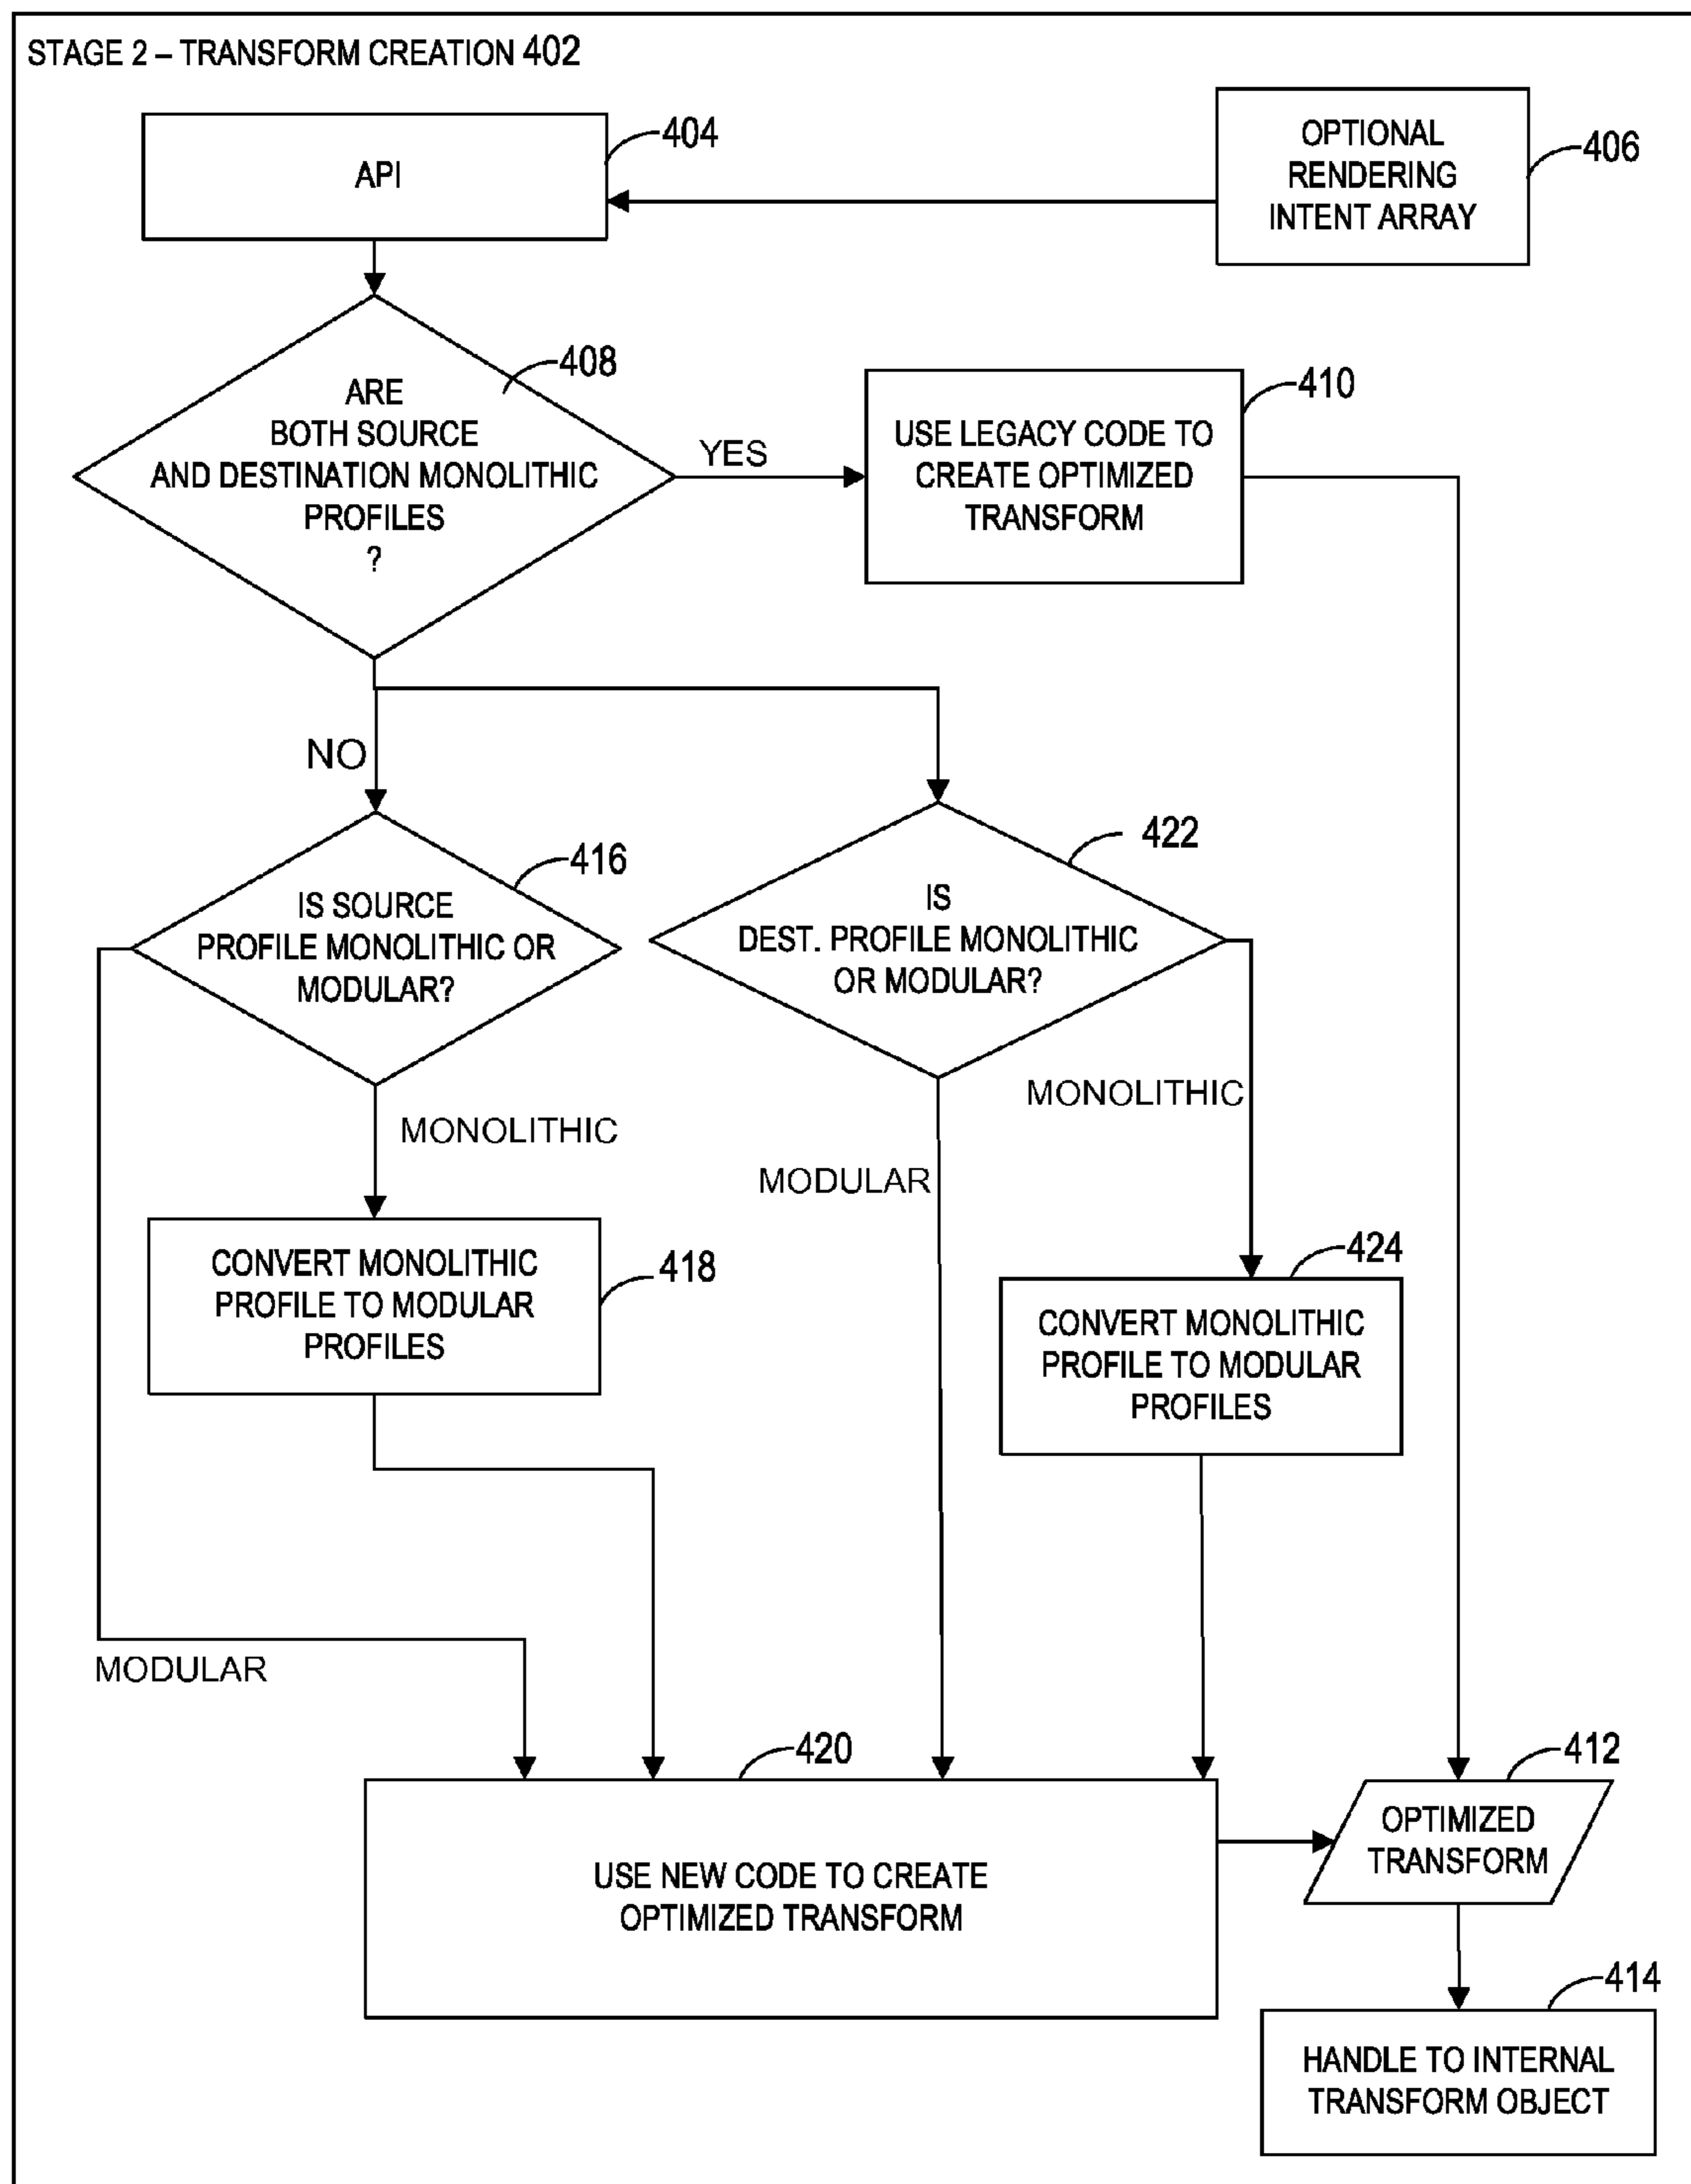 STAGE 2 – TRANSFORM CREATION 402
API
404
OPTIONAL
RENDERING
INTENT ARRAY
406
408
ARE
BOTH SOURCE
AND DESTINATION MONOLITHIC
PROFILES
?
YES
USE LEGACY CODE TO
CREATE OPTIMIZED
TRANSFORM
410
NO
416
IS SOURCE
PROFILE MONOLITHIC OR
MODULAR?
422
IS
DEST. PROFILE MONOLITHIC
OR MODULAR?
MONOLITHIC
MONOLITHIC
MODULAR
CONVERT MONOLITHIC
PROFILE TO MODULAR
PROFILES
418
424
CONVERT MONOLITHIC
PROFILE TO MODULAR
PROFILES
MODULAR
420
USE NEW CODE TO CREATE
OPTIMIZED TRANSFORM
412
OPTIMIZED
TRANSFORM
414
HANDLE TO INTERNAL
TRANSFORM OBJECT